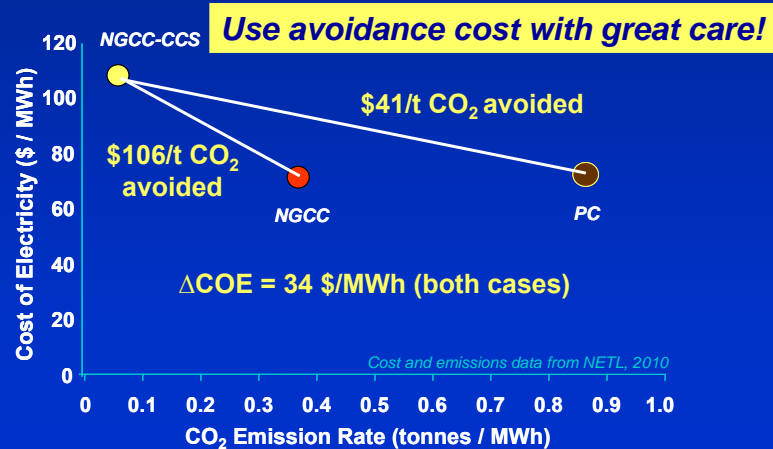 Use avoidance cost with great care!
NGCC-CCS
120
100
80
60
40
20
0
Cost of Electricity ($ / MWh)
$41/t CO₂ avoided
$106/t CO₂
avoided
NGCC
PC
∆COE = 34 $/MWh (both cases)
Cost and emissions data from NETL, 2010
0 0.1 0.2 0.3 0.4 0.5 0.6 0.7 0.8 0.9 1.0
CO₂ Emission Rate (tonnes / MWh)